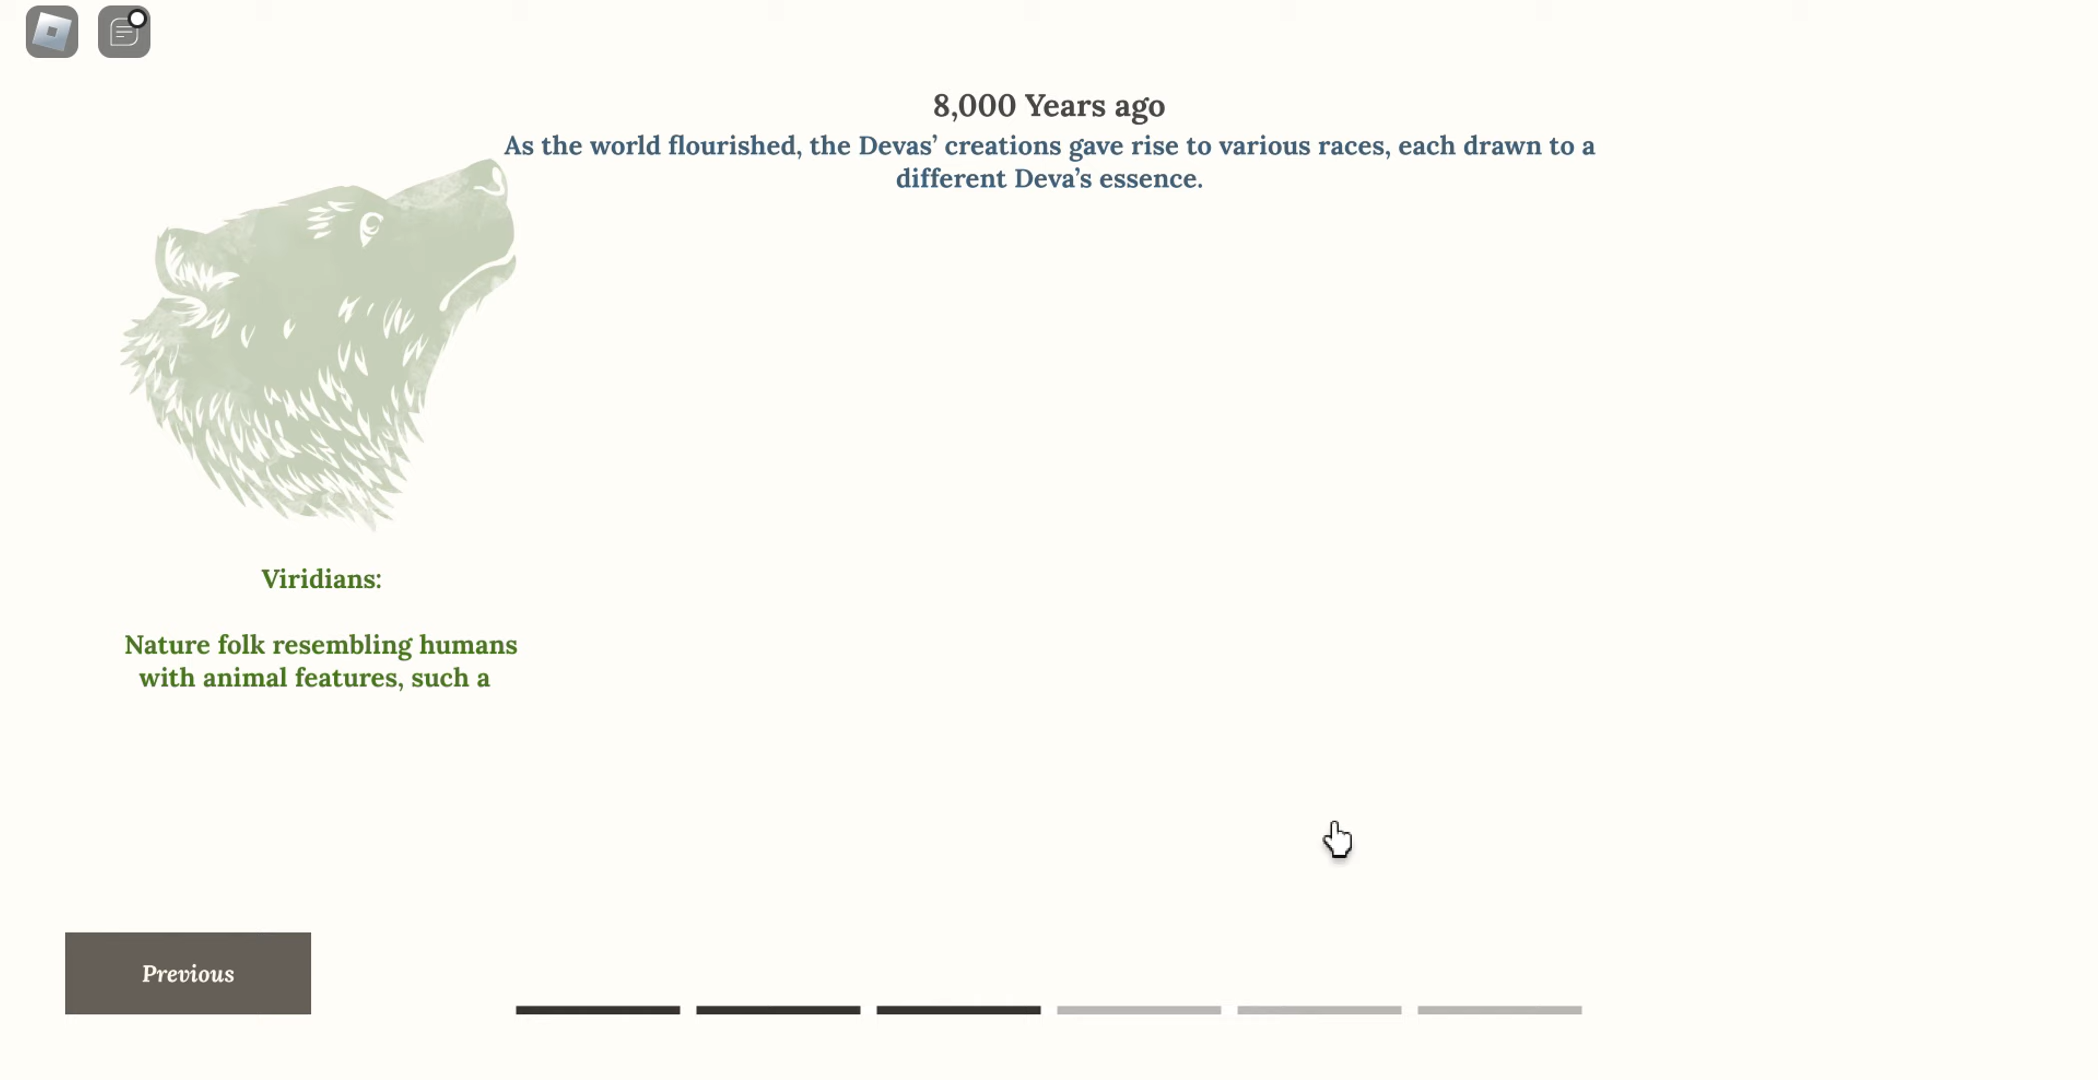 8,000 Years ago
As the world flourished, the Devas’ creations gave rise to various races, each drawn to a
different Deva’s essence.
Viridians:
Nature folk resembling humans
with animal features, such a
Previous